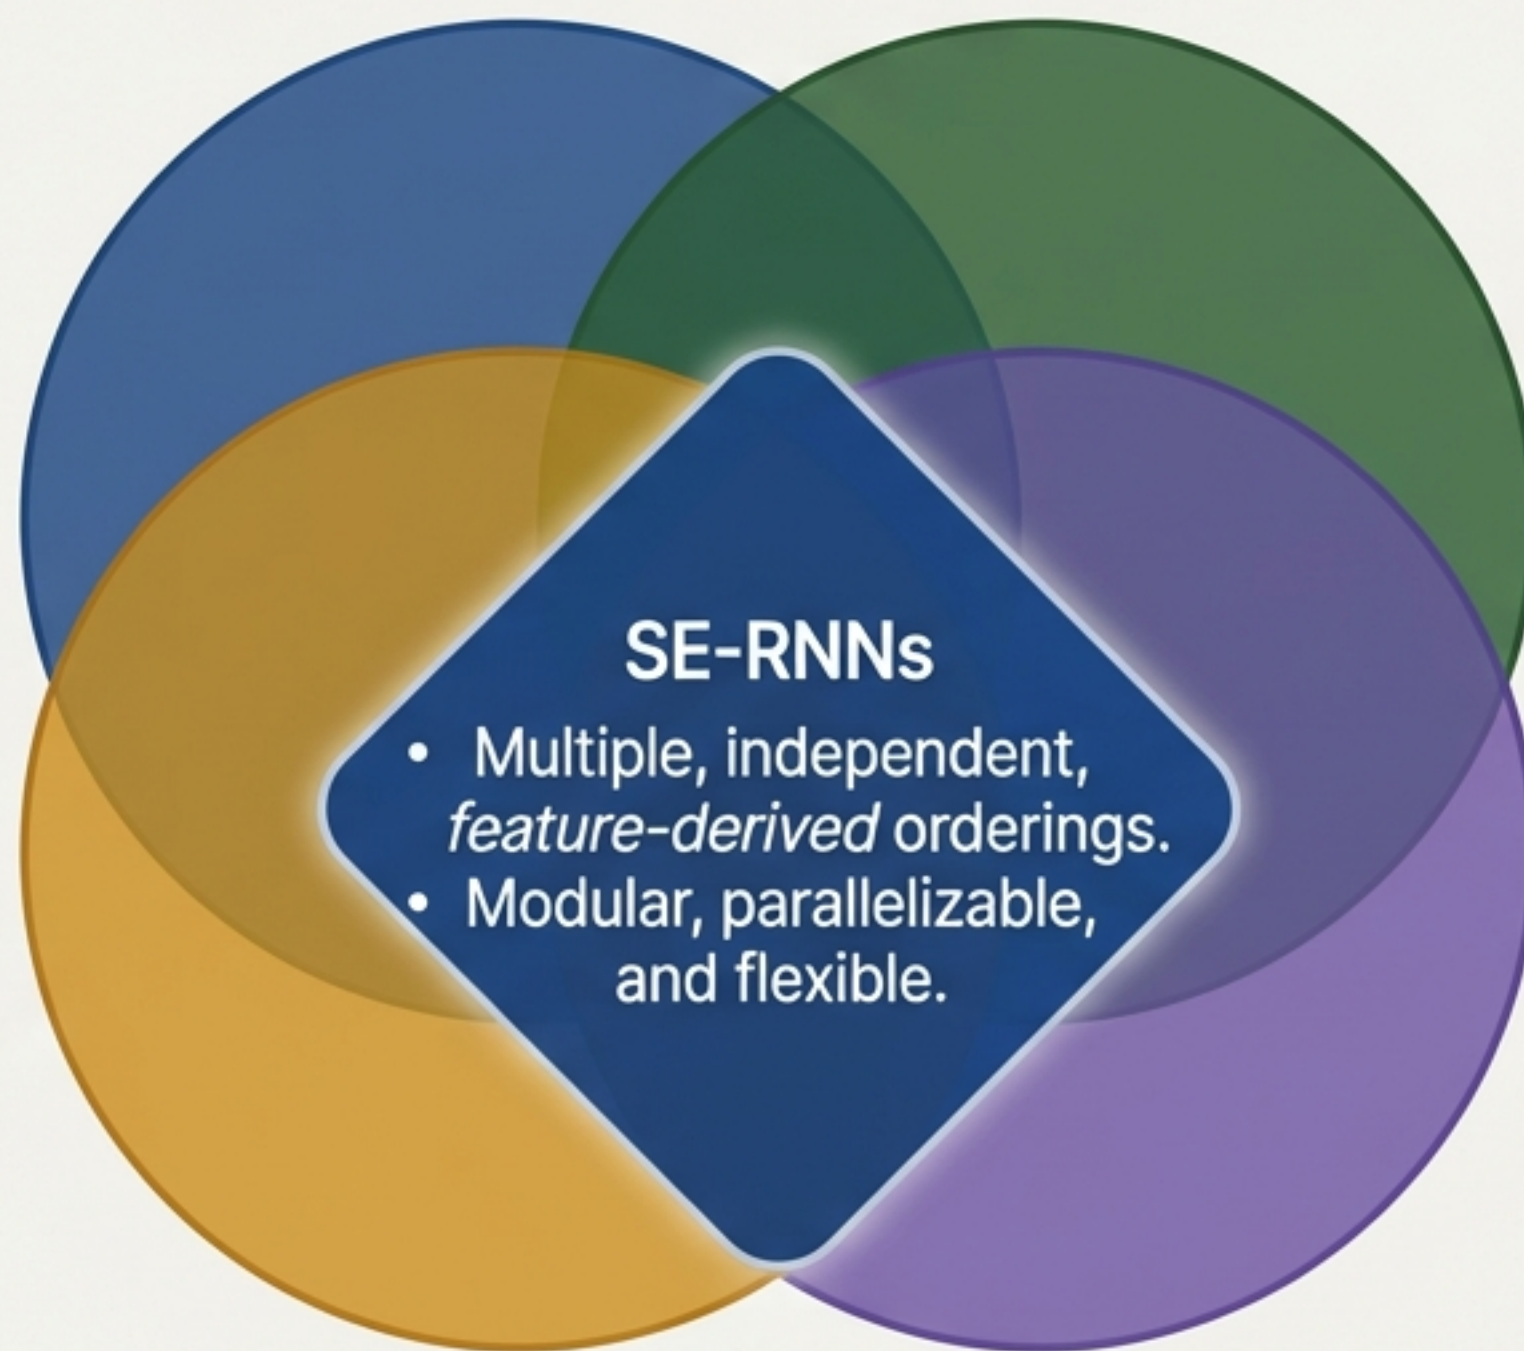 SE-RNNs
• Multiple, independent,
feature-derived orderings.
• Modular, parallelizable,
and flexible.